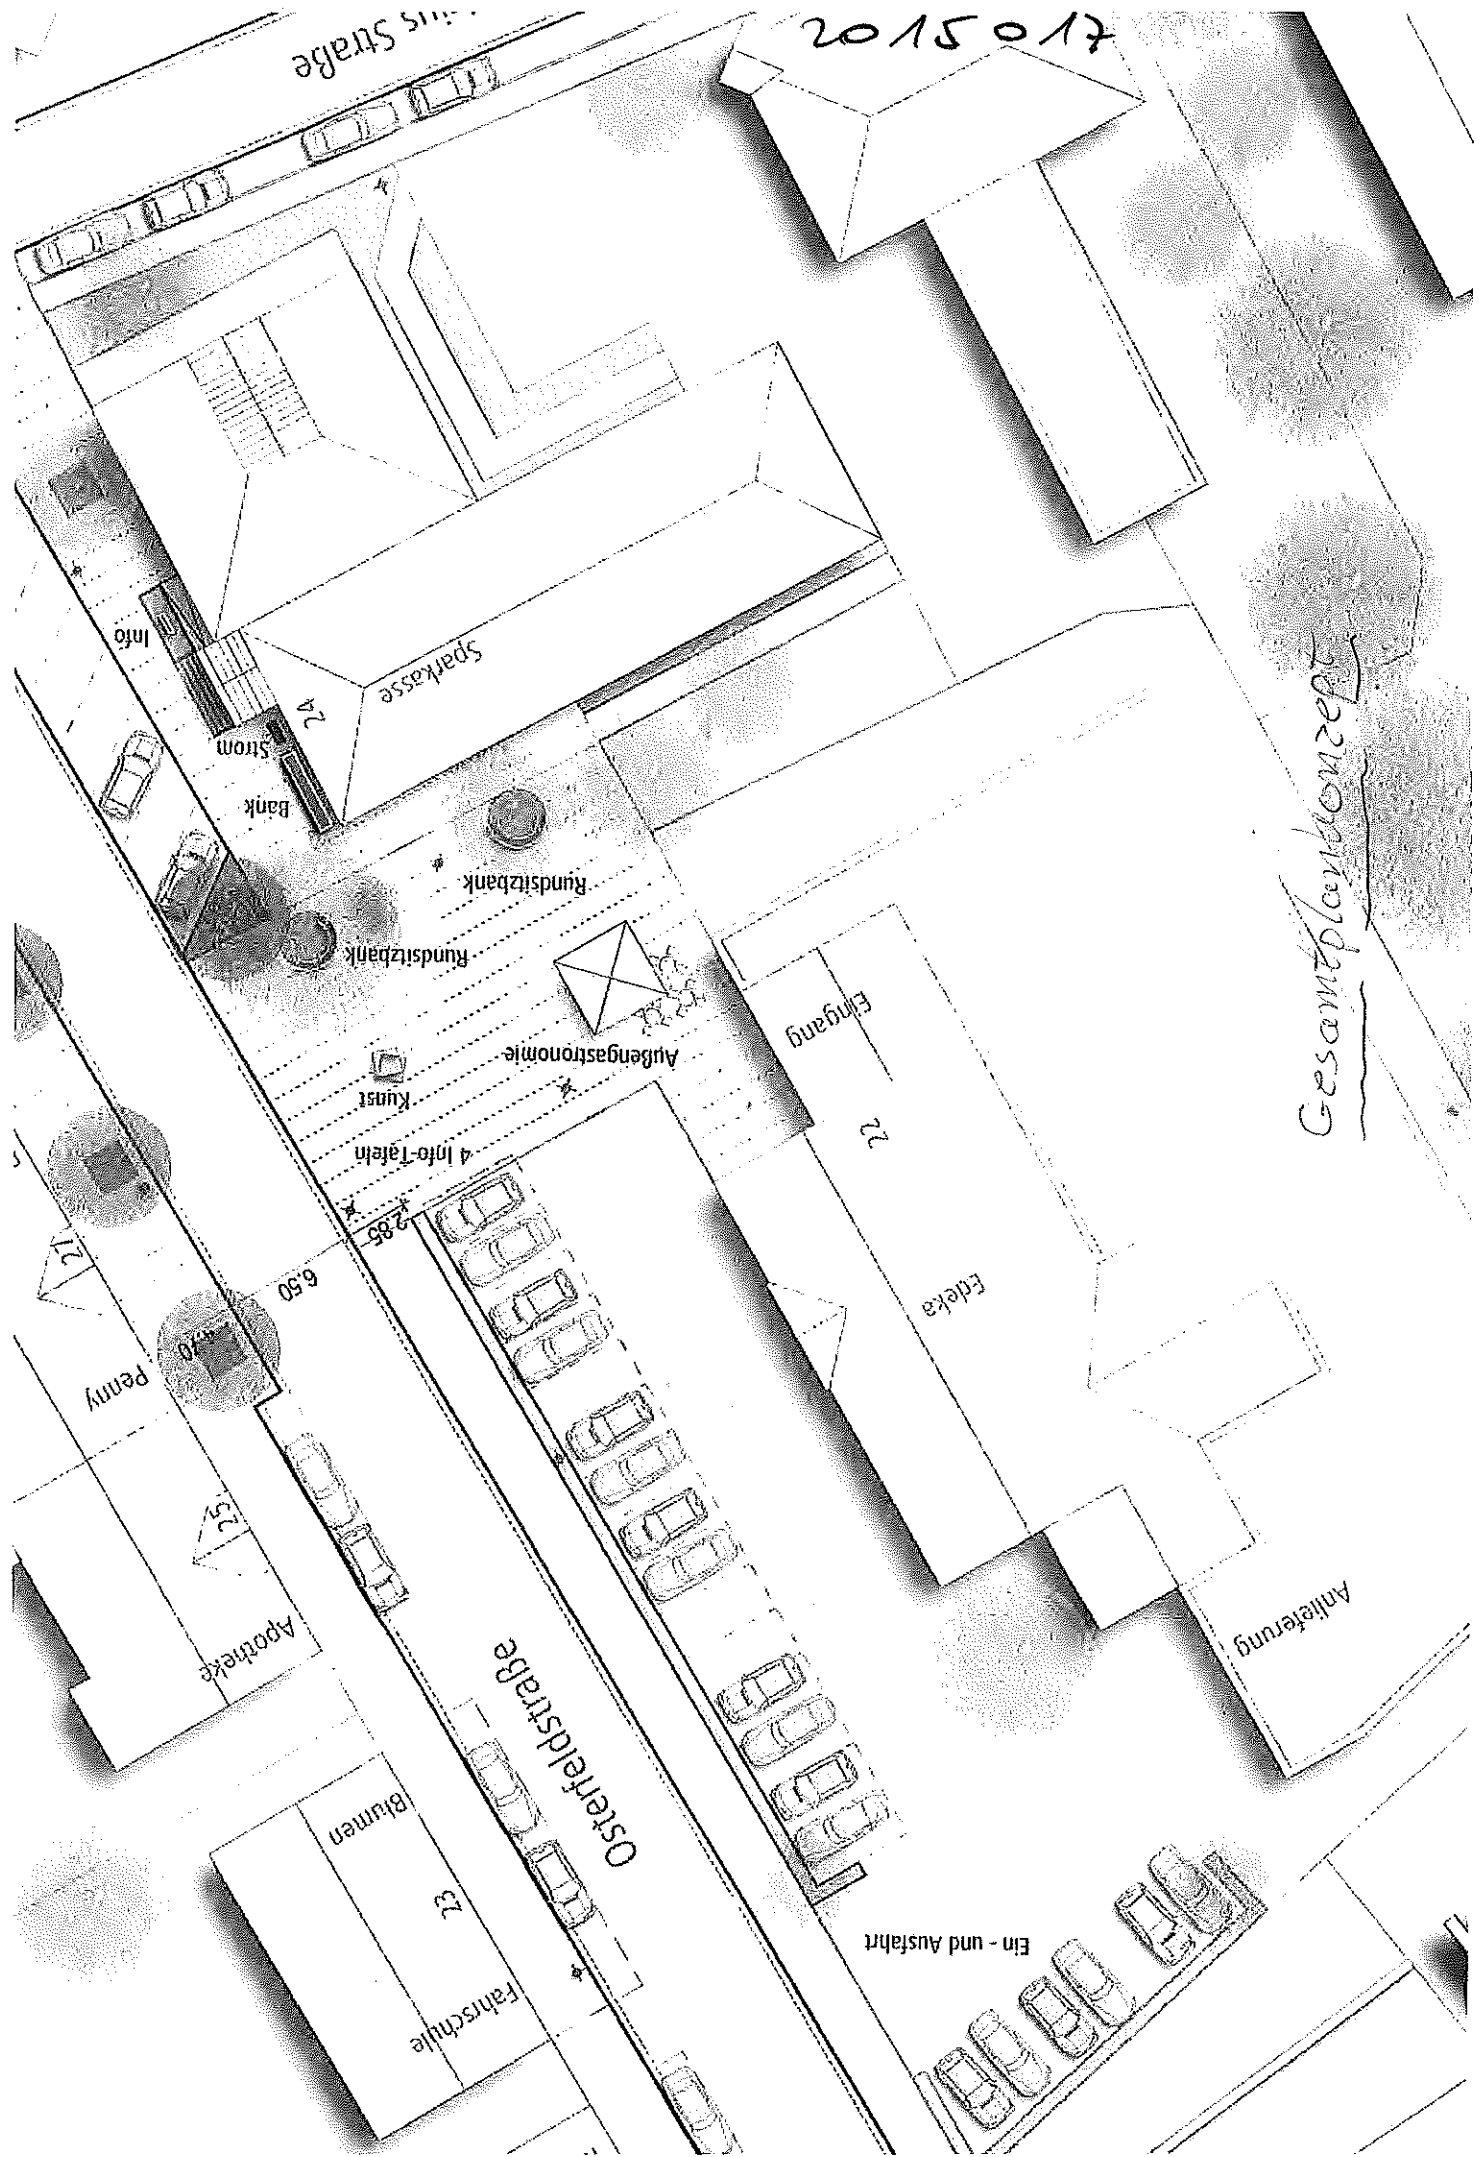 2015017
Straße
Info
Sparkasse
24
Strom
Bank
Rundsitzbank
Rundsitzbank
Eingang
Außengastronomie
Kunst
22
4 Info-Tafeln
2.85
27
6.50
Edeka
Penny
25
Apotheke
Anlieferung
Osterfeldstraße
Blumen
23
Ein - und Ausfahrt
Fahrschule
Gesamtplankonzept